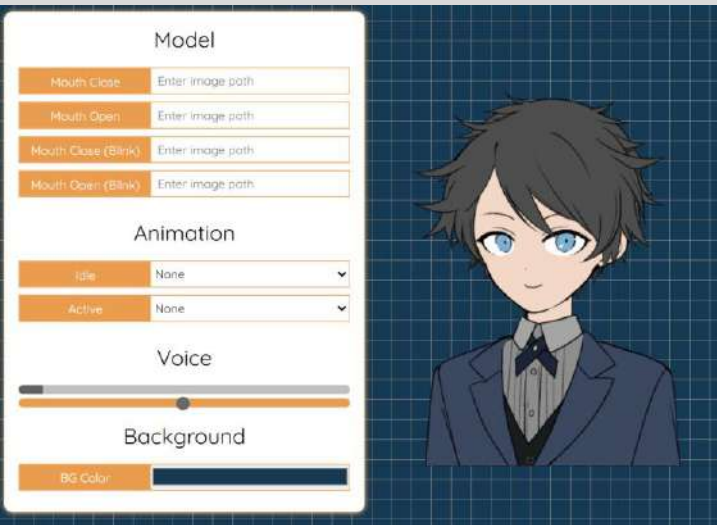 Model
Mouth Close Enter image path
Mouth Open Enter image path
Mouth Close (Blink) Enter image path
Mouth Open (Blink) Enter image path
Animation
Idle None
Active None
Voice
Background
BG Color